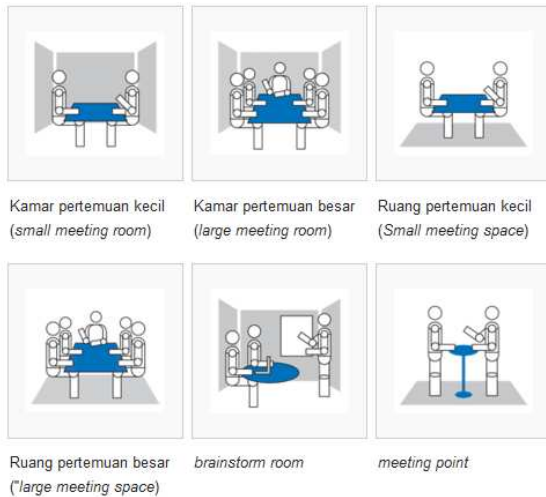 Kamar pertemuan kecil
(small meeting room)
Kamar pertemuan besar
(large meeting room)
Ruang pertemuan kecil
(Small meeting space)
Ruang pertemuan besar
("large meeting space)
brainstorm room
meeting point